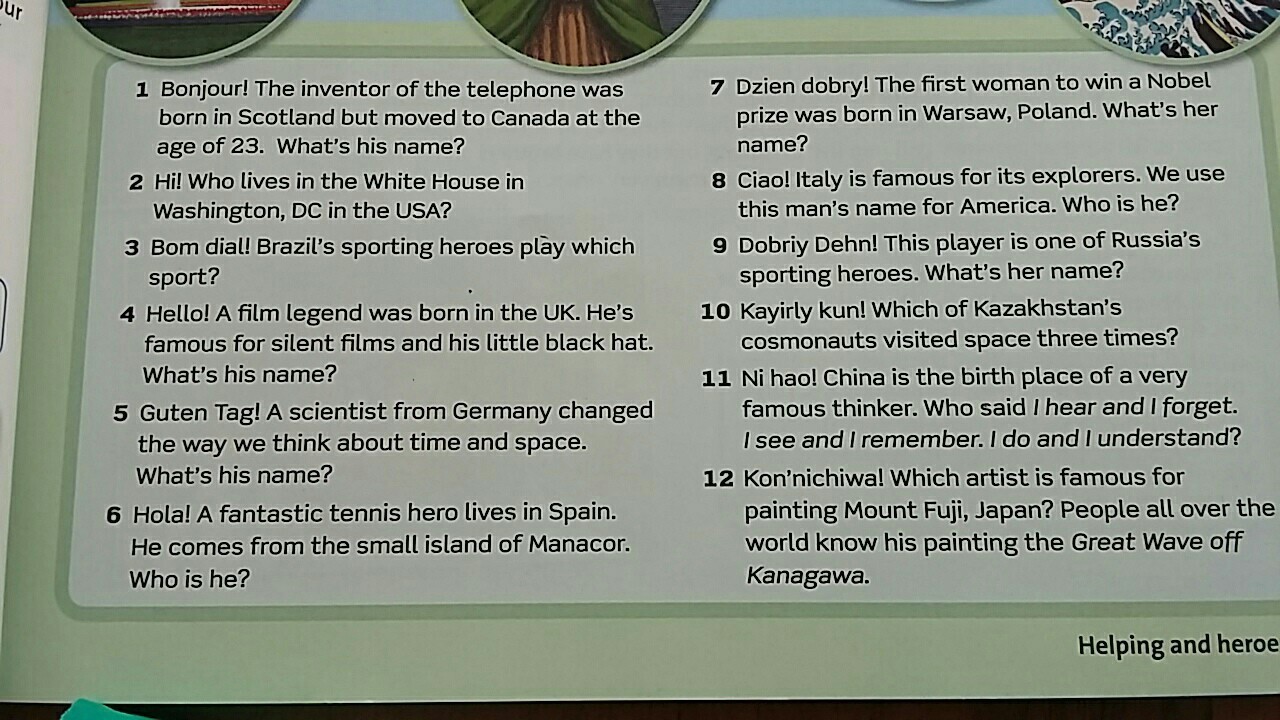 ur
1 Bonjour! The inventor of the telephone was
born in Scotland but moved to Canada at the
age of 23. What's his name?
2 Hi! Who lives in the White House in
Washington, DC in the USA?
3 Bom dial! Brazil's sporting heroes play which
sport?
4 Hello! A film legend was born in the UK. He's
famous for silent films and his little black hat.
What's his name?
5 Guten Tag! A scientist from Germany changed
the way we think about time and space.
What's his name?
6 Hola! A fantastic tennis hero lives in Spain.
He comes from the small island of Manacor.
Who is he?
7 Dzien dobry! The first woman to win a Nobel
prize was born in Warsaw, Poland. What's her
name?
8 Ciao! Italy is famous for its explorers. We use
this man's name for America. Who is he?
9 Dobriy Dehn! This player is one of Russia's
sporting heroes. What's her name?
10 Kayirly kun! Which of Kazakhstan's
cosmonauts visited space three times?
11 Ni hao! China is the birth place of a very
famous thinker. Who said I hear and I forget.
I see and I remember. I do and I understand?
12 Kon'nichiwa! Which artist is famous for
painting Mount Fuji, Japan? People all over the
world know his painting the Great Wave off
Kanagawa.
Helping and heroe